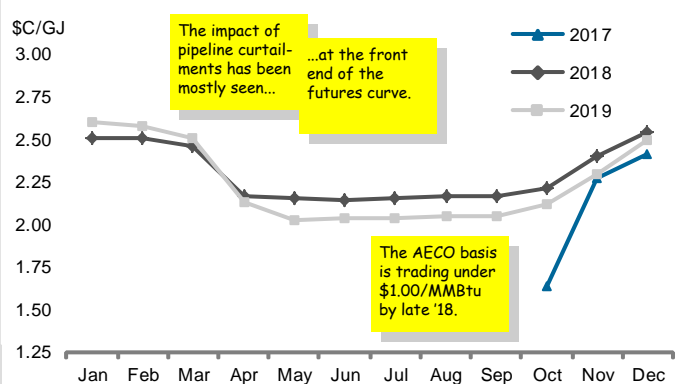 $C/GJ
3.00
2.75
2.50
2.25
2.00
1.75
1.50
1.25
The impact of
pipeline curtail-
ments has been
mostly seen...
...at the front
end of the
futures curve.
2017
2018
2019
The AECO basis
is trading under
$1.00/MMBtu
by late '18.
Jan Feb Mar Apr May Jun Jul Aug Sep Oct Nov Dec